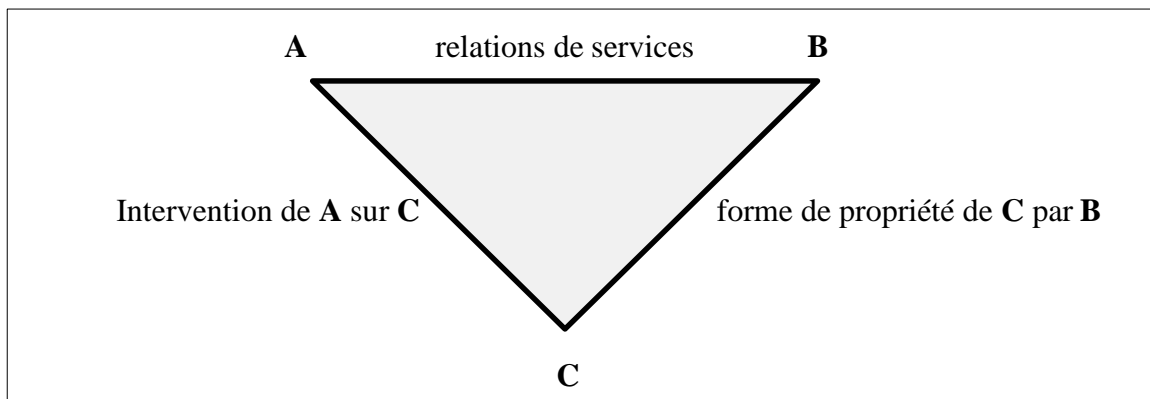 A relations de services B
Intervention de A sur C forme de propriété de C par B
C